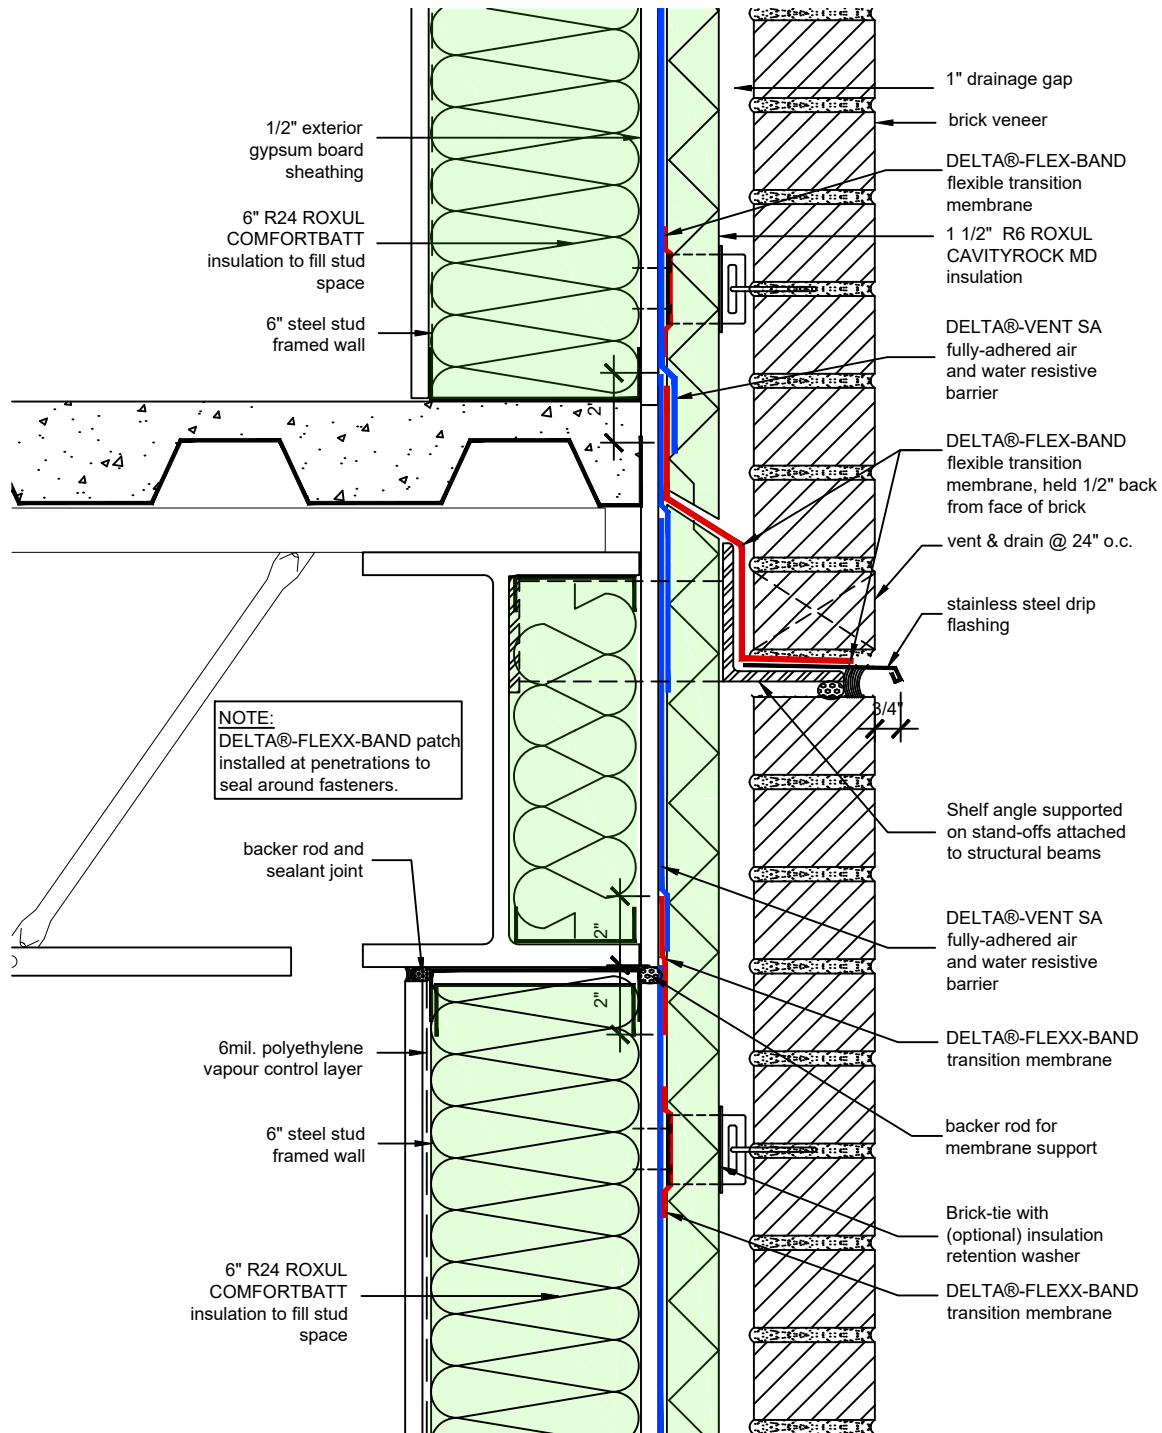 1/2" exterior
gypsum board
sheathing
6" R24 ROXUL
COMFORTBATT
insulation to fill stud
space
6" steel stud
framed wall
2"
NOTE:
DELTA®-FLEXX-BAND patch
installed at penetrations to
seal around fasteners.
backer rod and
sealant joint
2"
2"
6mil. polyethylene
vapour control layer
6" steel stud
framed wall
6" R24 ROXUL
COMFORTBATT
insulation to fill stud
space
1" drainage gap
brick veneer
DELTA®-FLEX-BAND
flexible transition
membrane
1 1/2" R6 ROXUL
CAVITYROCK MD
insulation
DELTA®-VENT SA
fully-adhered air
and water resistive
barrier
DELTA®-FLEX-BAND
flexible transition
membrane, held 1/2" back
from face of brick
vent & drain @ 24" o.c.
stainless steel drip
flashing
3/4"
Shelf angle supported
on stand-offs attached
to structural beams
DELTA®-VENT SA
fully-adhered air
and water resistive
barrier
DELTA®-FLEXX-BAND
transition membrane
backer rod for
membrane support
Brick-tie with
(optional) insulation
retention washer
DELTA®-FLEXX-BAND
transition membrane